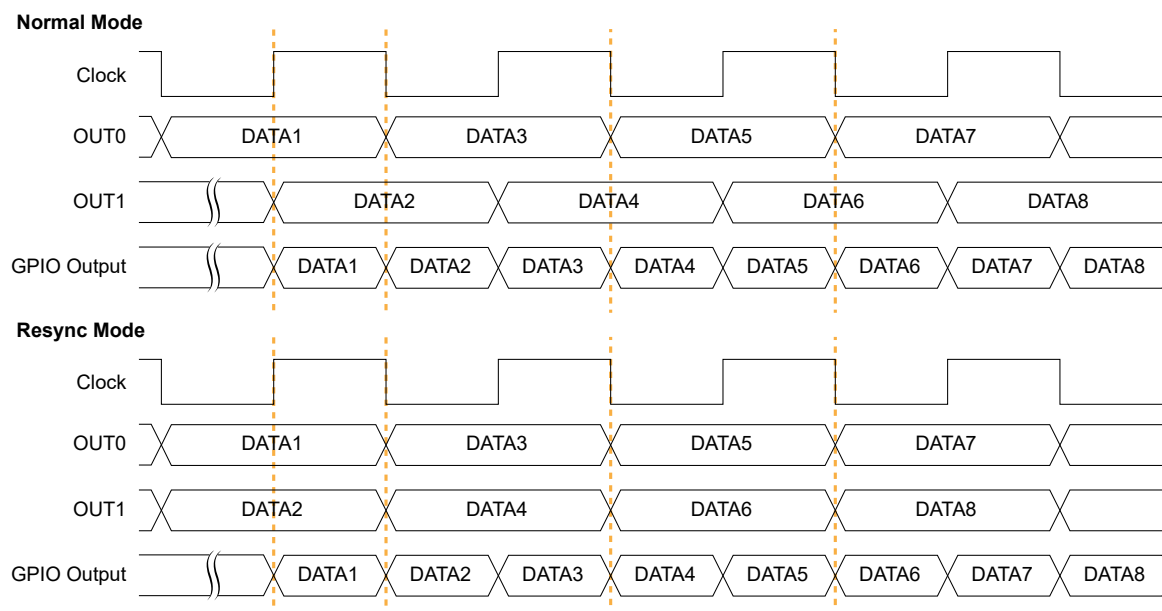 Normal Mode
Clock
OUT0 DATA1 DATA3 DATA5 DATA7
OUT1 DATA2 DATA4 DATA6 DATA8
GPIO Output DATA1 DATA2 DATA3 DATA4 DATA5 DATA6 DATA7 DATA8
Resync Mode
Clock
OUT0 DATA1 DATA3 DATA5 DATA7
OUT1 DATA2 DATA4 DATA6 DATA8
GPIO Output DATA1 DATA2 DATA3 DATA4 DATA5 DATA6 DATA7 DATA8